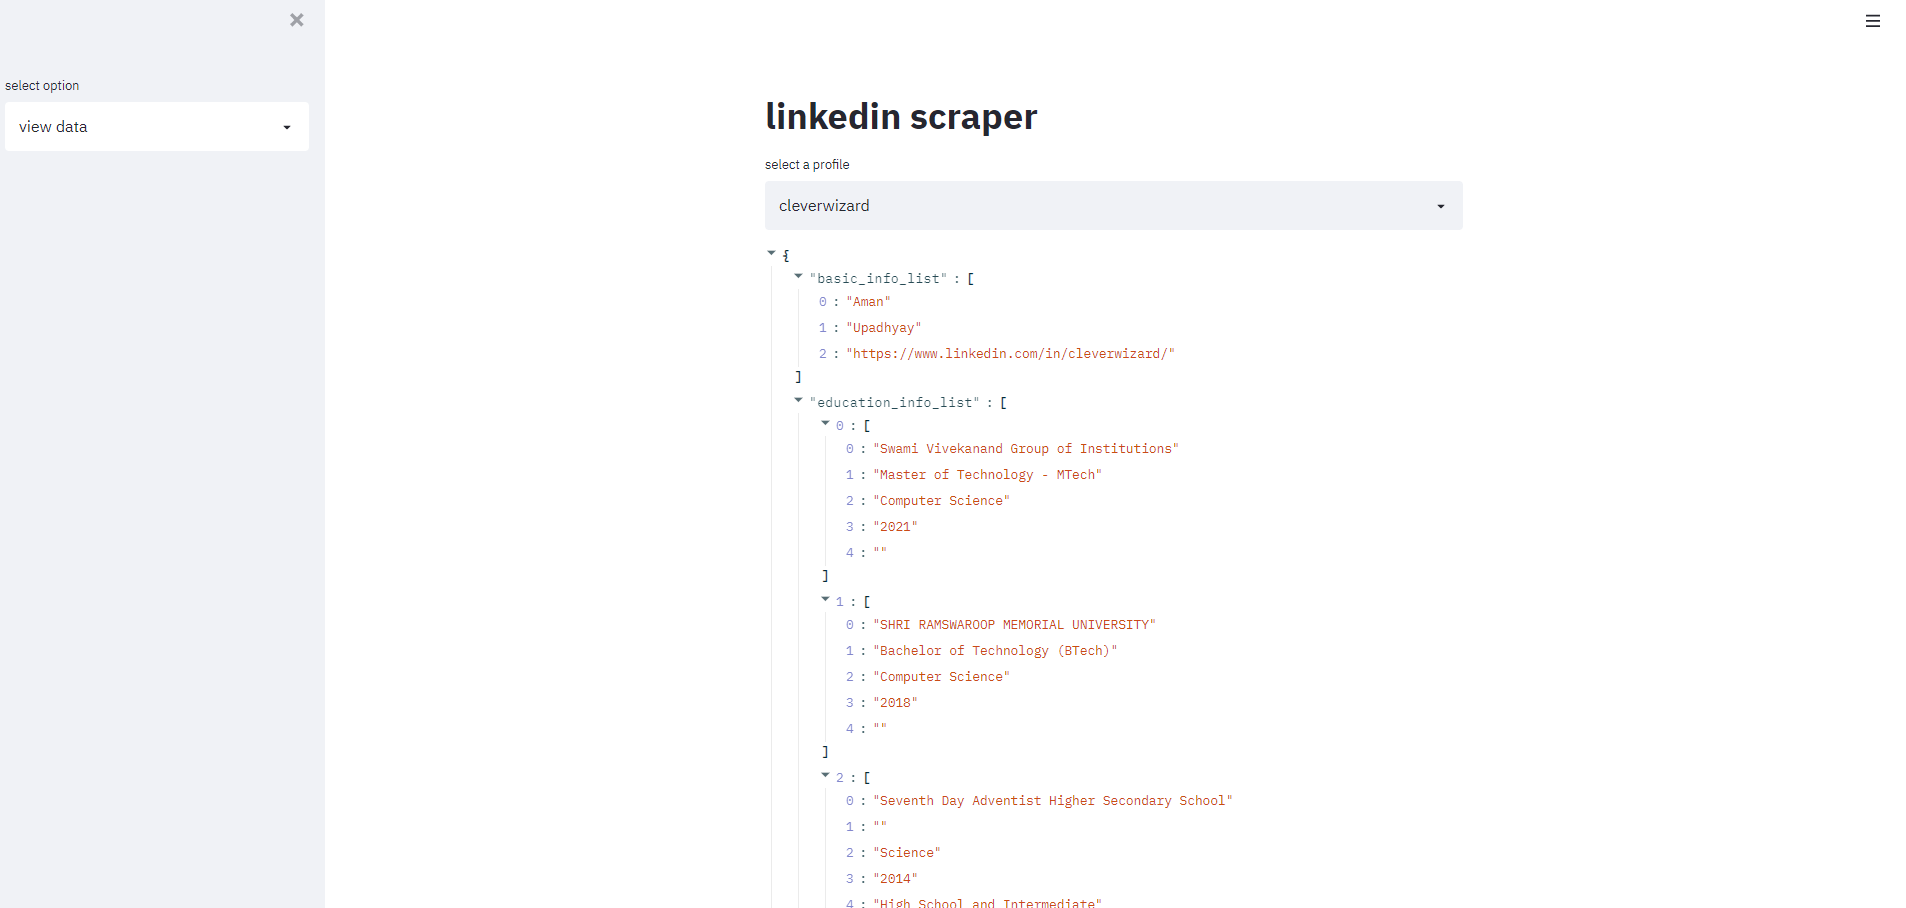 select option
view data
linkedin scraper
select a profile
cleverwizard
{
"basic_info_list" : [
0 : "Aman"
1 : "Upadhyay"
2 : "https://www.linkedin.com/in/cleverwizard/"
]
"education_info_list" : [
0 : [
0 : "Swami Vivekanand Group of Institutions"
1 : "Master of Technology - MTech"
2 : "Computer Science"
3 : "2021"
4 : ""
]
1 : [
0 : "SHRI RAMSWAROOP MEMORIAL UNIVERSITY"
1 : "Bachelor of Technology (BTech)"
2 : "Computer Science"
3 : "2018"
4 : ""
]
2 : [
0 : "Seventh Day Adventist Higher Secondary School"
1 : ""
2 : "Science"
3 : "2014"
4 : "High School and Intermediate"